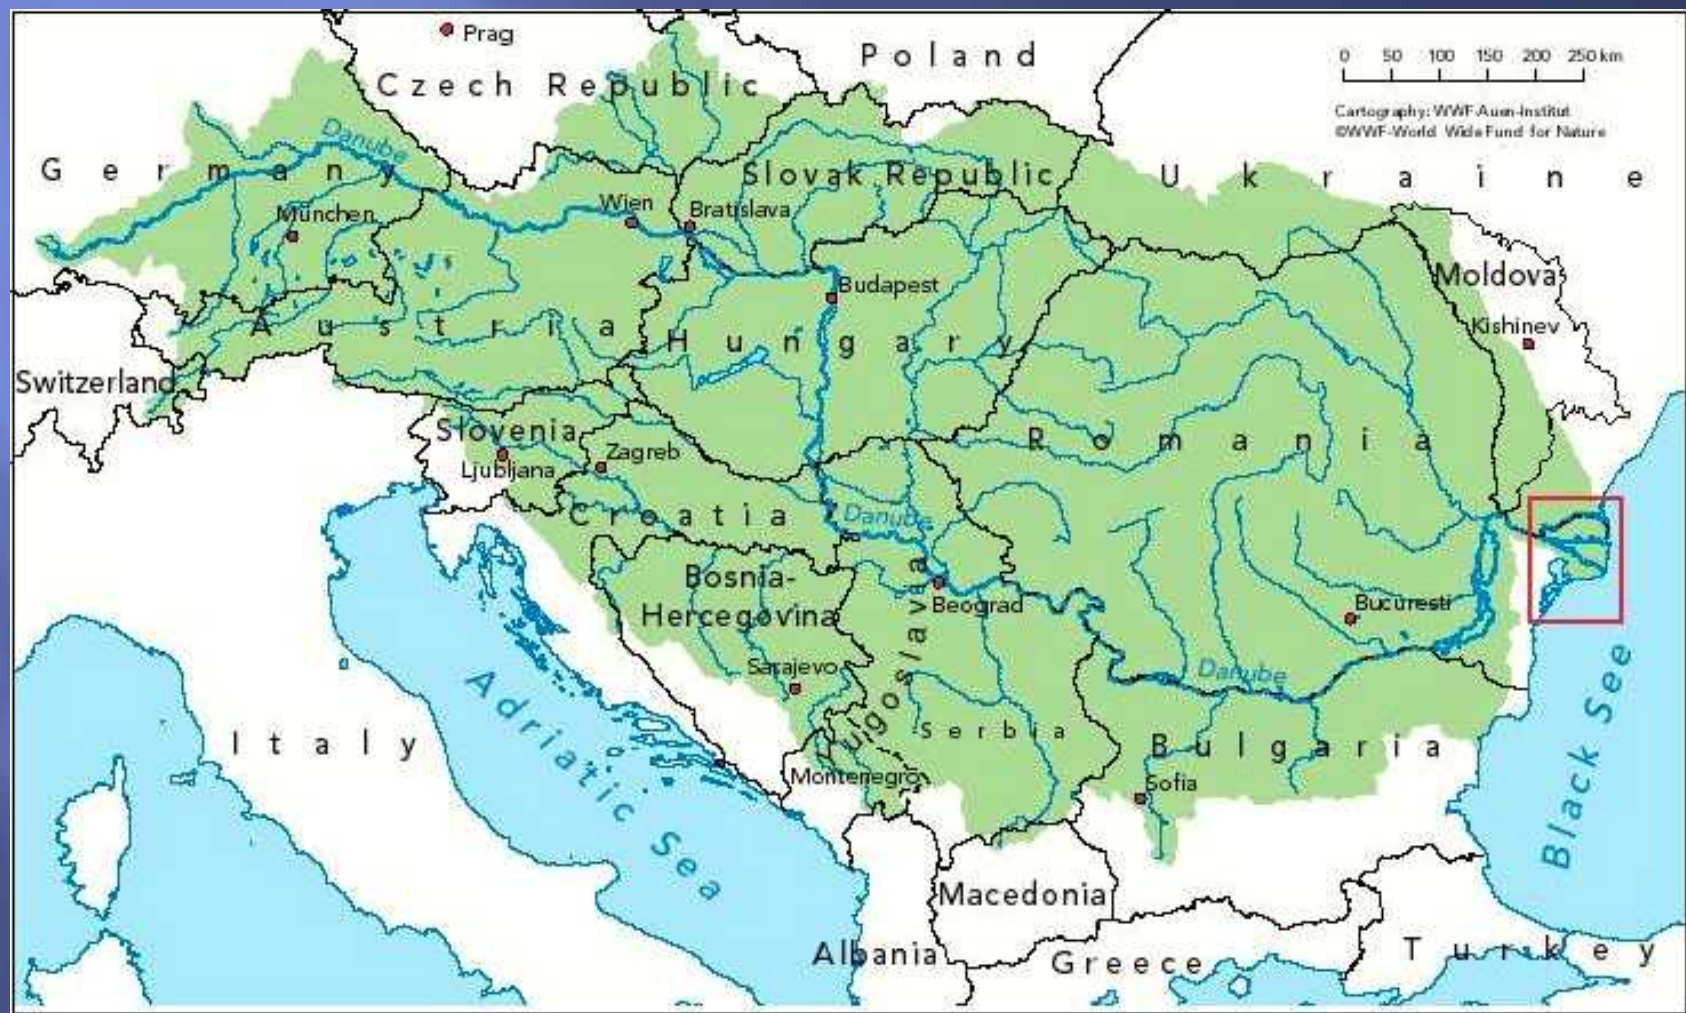 Prag
Poland
Czech Republic
0 50 100 150 200 250 km
Cartography: WWF-Auen-Institut
©WWF-World Wide Fund for Nature
Danube
Germany
Slovak Republic
Ukraine
München
Wien
Bratislava
Moldova
Budapest
Kishinev
Austria
Hungary
Switzerland
Slovenia
Romania
Ljubljana
Zagreb
Croatia
Danube
Bosnia-
Hercegovina
Beograd
Bucuresti
Sarajevo
Yugoslavia
Danube
Adriatic Sea
Italy
Serbia
Bulgaria
Black See
Montenegro
Sofia
Macedonia
Albania
Greece
Turkey